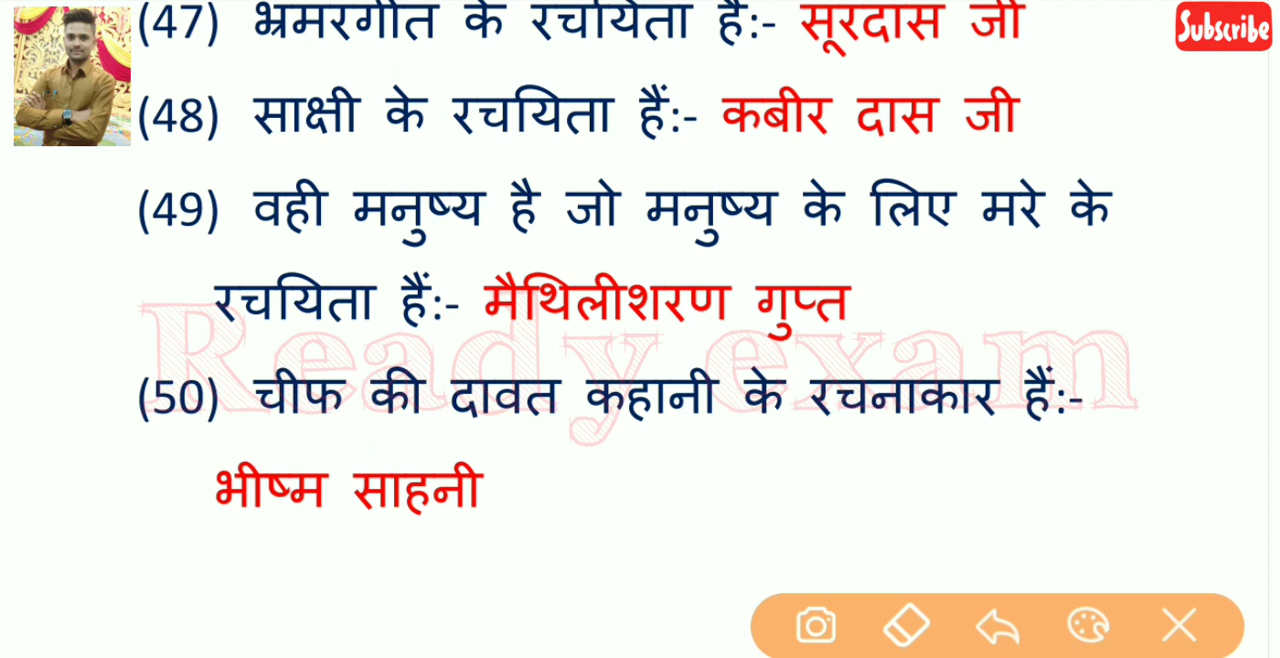 Subscribe
(47) भ्रमरगीत के रचयिता हैं:- सूरदास जी
(48) साक्षी के रचयिता हैं:- कबीर दास जी
(49) वही मनुष्य है जो मनुष्य के लिए मरे के
रचयिता हैं:- मैथिलीशरण गुप्त
Ready exam
(50) चीफ की दावत कहानी के रचनाकार हैं:-
भीष्म साहनी